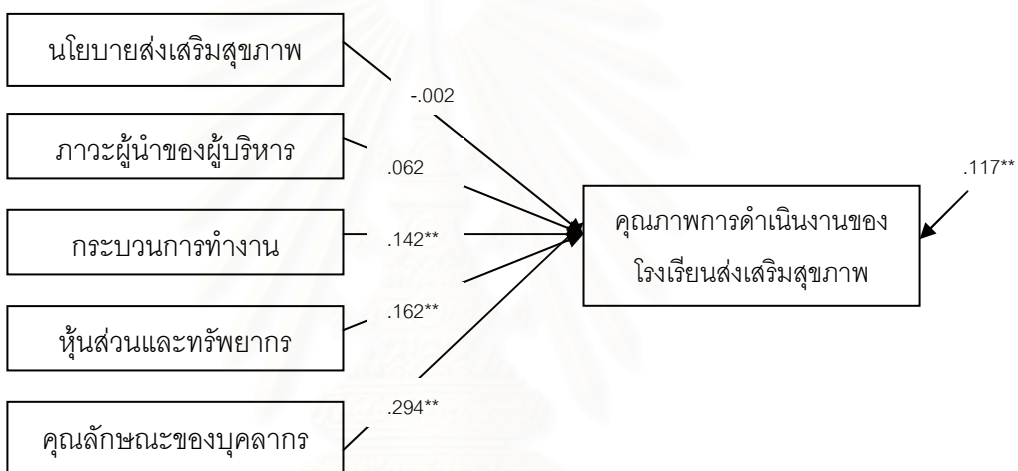 นโยบายส่งเสริมสุขภาพ
-.002
ภาวะผู้นำของผู้บริหาร
.062
.117**
กระบวนการทำงาน
.142**
คุณภาพการดำเนินงานของ
โรงเรียนส่งเสริมสุขภาพ
หุ้นส่วนและทรัพยากร
.162**
คุณลักษณะของบุคลากร
.294**